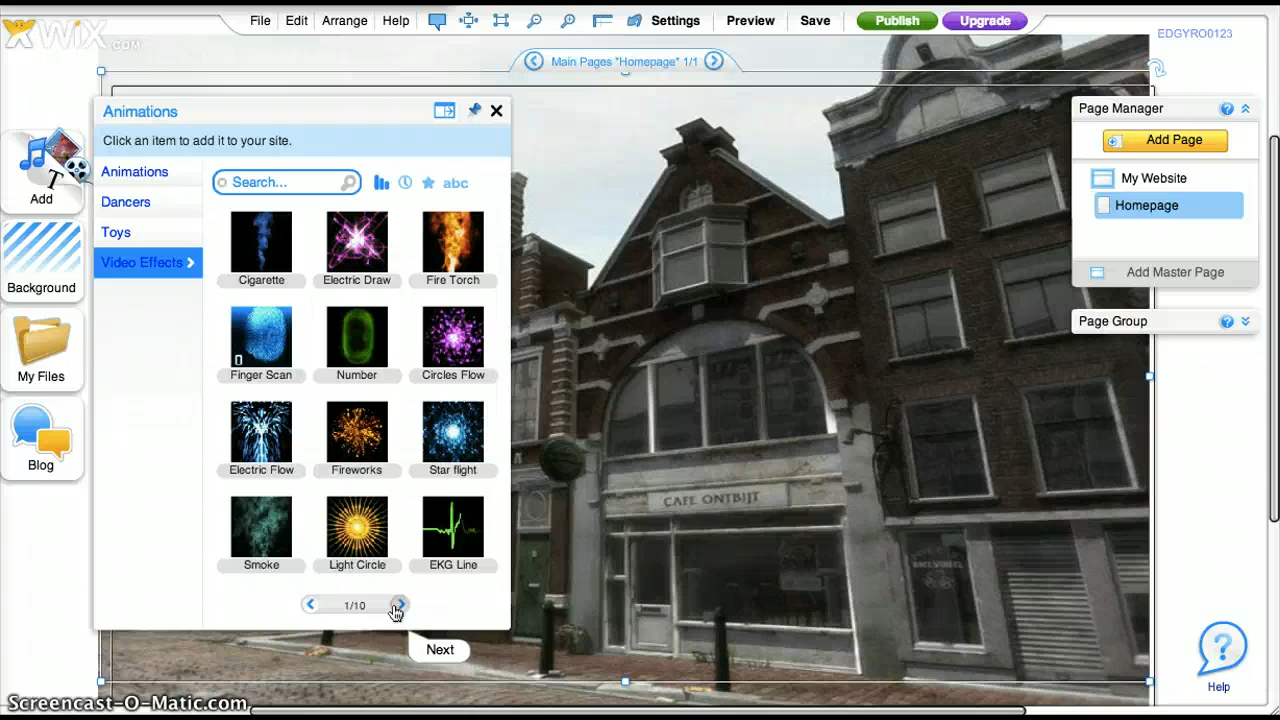 WiX.COM
File Edit Arrange Help Settings Preview Save Publish Upgrade
EDGYRO0123
Main Pages "Homepage" 1/1
Animations
Click an item to add it to your site.
Animations
Dancers
Toys
Video Effects
Search... abc
Cigarette Electric Draw Fire Torch
Finger Scan Number Circles Flow
Electric Flow Fireworks Star flight
Smoke Light Circle EKG Line
1/10
Next
Add
Background
My Files
Blog
Page Manager
Add Page
My Website
Homepage
Add Master Page
Page Group
CAFE ONTBIJT
Help
Screencast-O-Matic.com